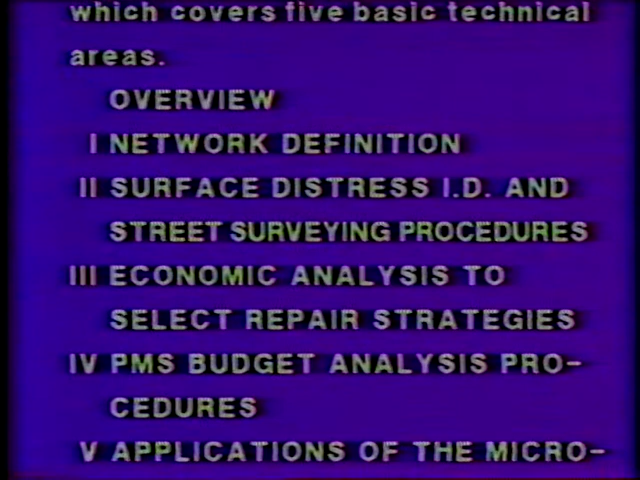 which covers five basic technical
areas.
OVERVIEW
I NETWORK DEFINITION
II SURFACE DISTRESS I.D. AND
STREET SURVEYING PROCEDURES
III ECONOMIC ANALYSIS TO
SELECT REPAIR STRATEGIES
IV PMS BUDGET ANALYSIS PRO-
CEDURES
V APPLICATIONS OF THE MICRO-